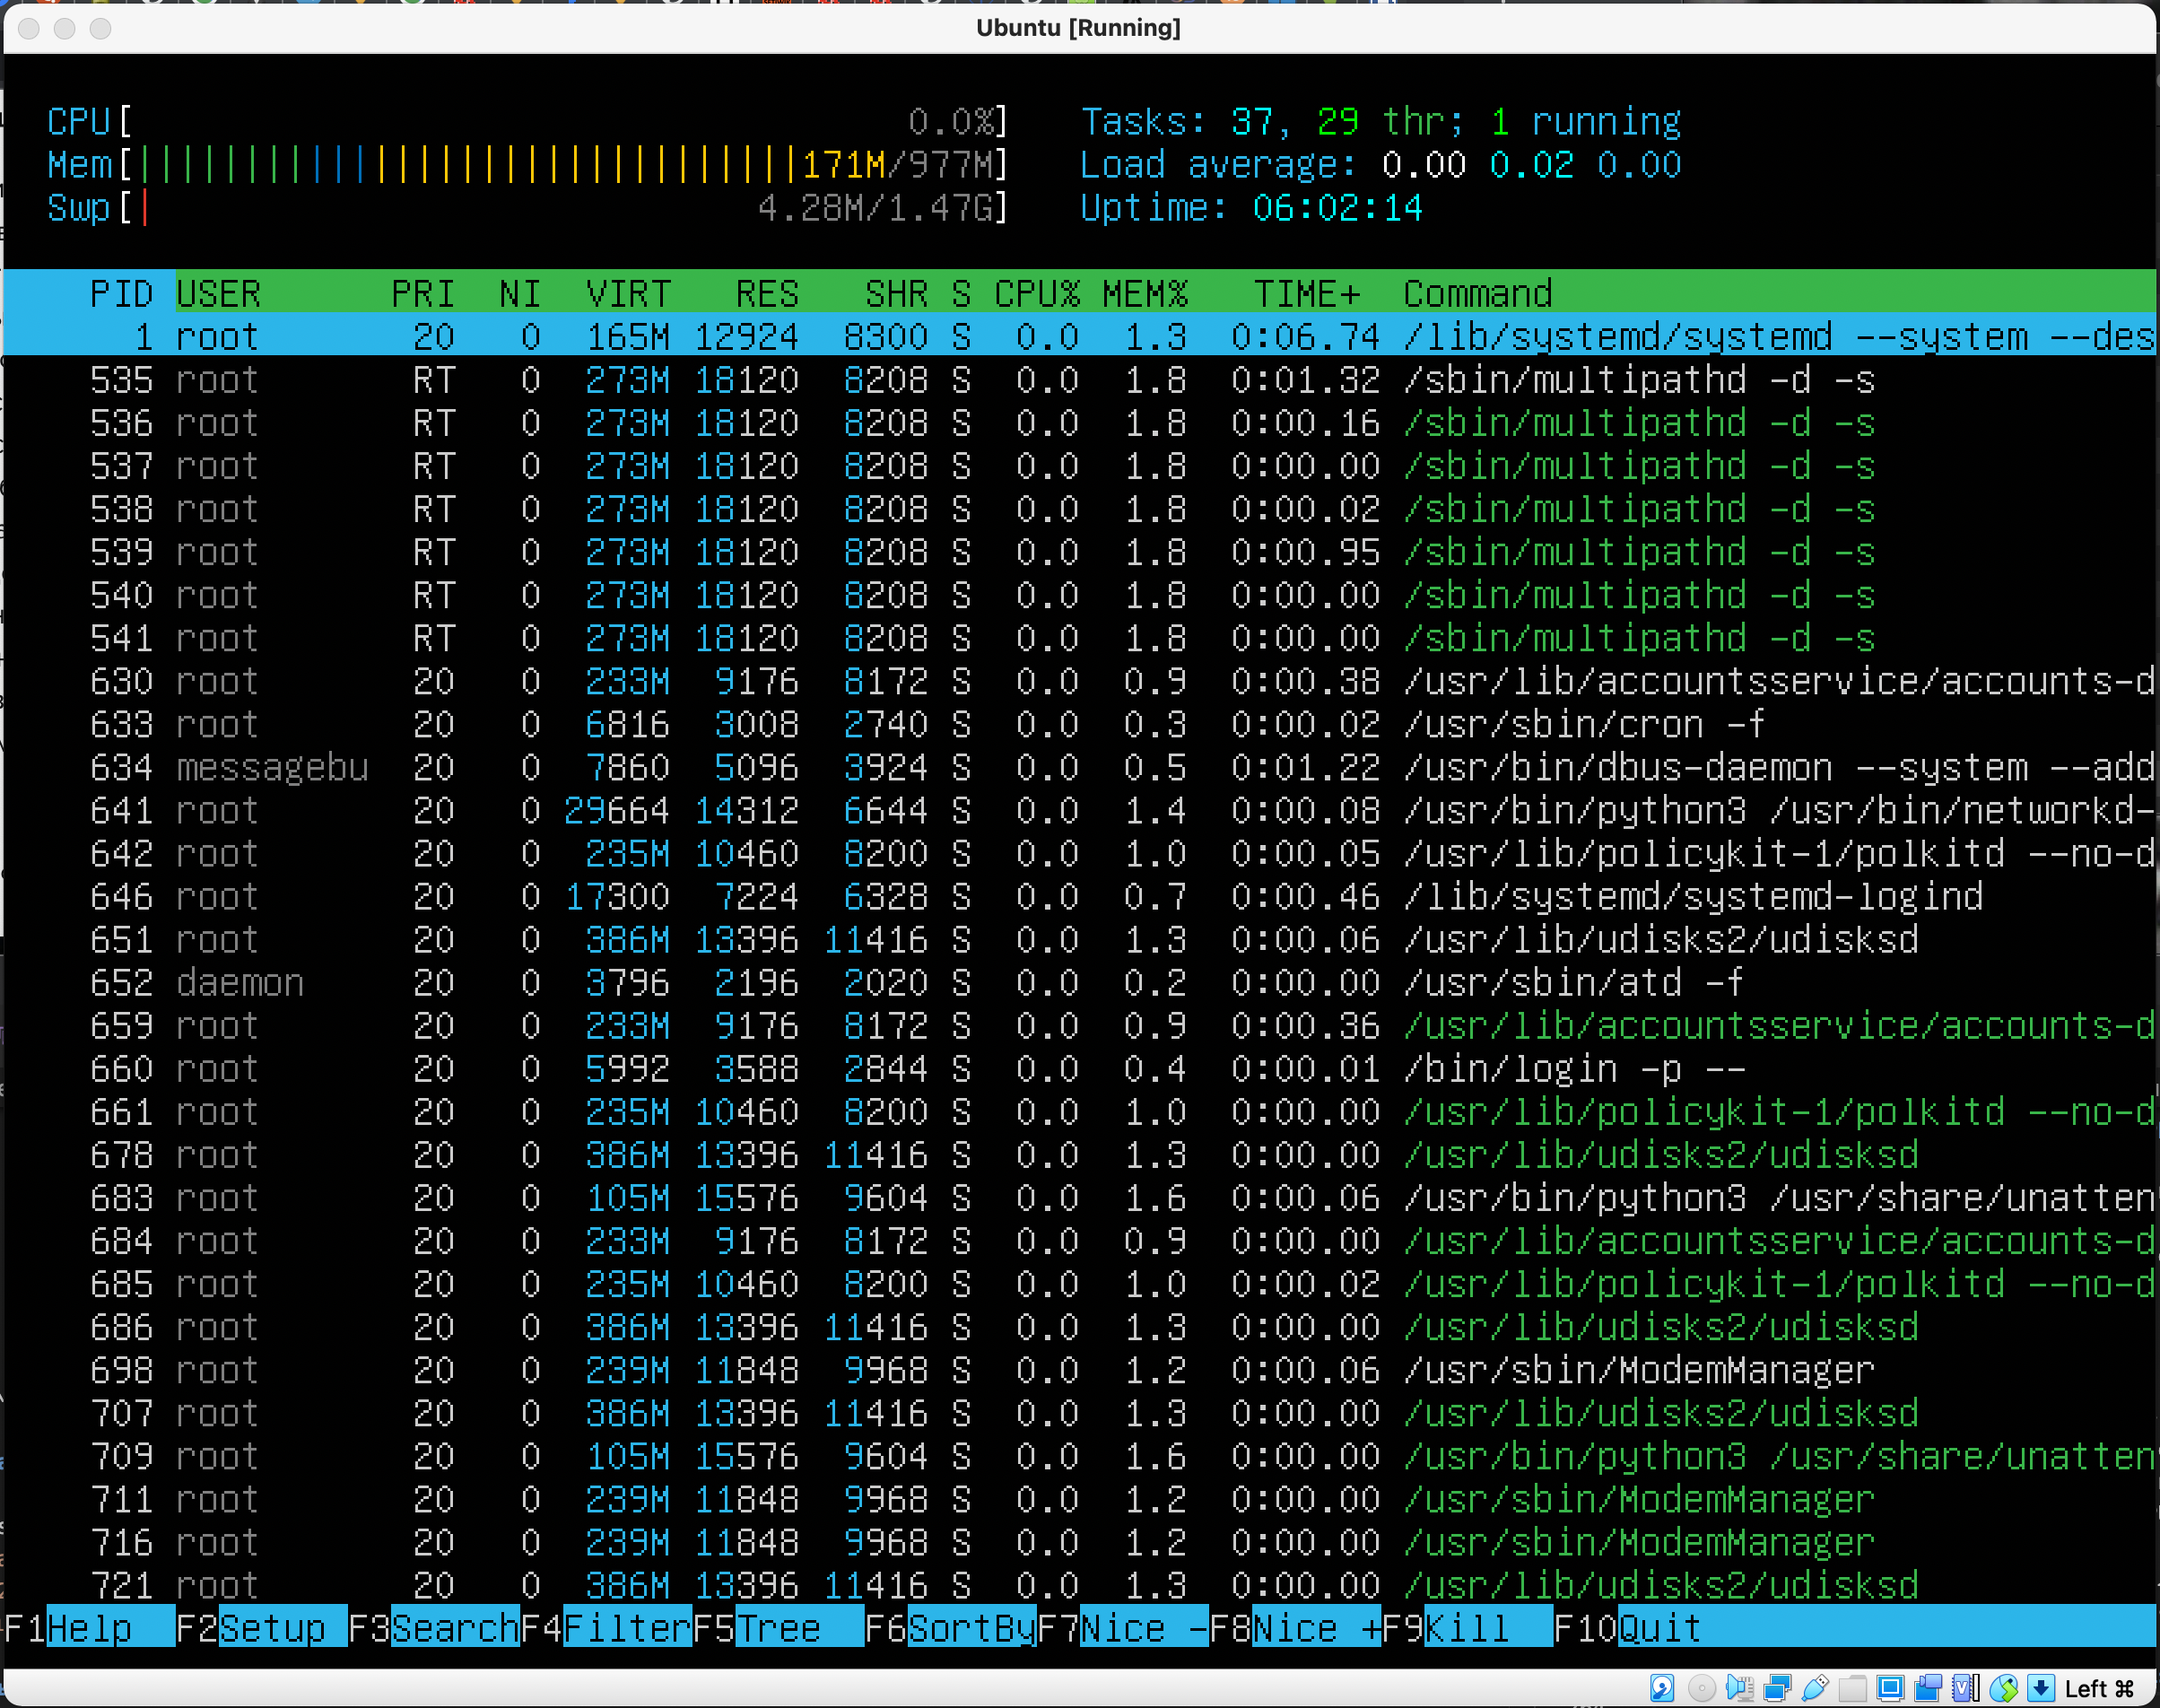 Ubuntu [Running]
CPU[ 0.0%] Tasks: 37, 29 thr; 1 running
Mem[||||||||||||||||||||||||||||||171M/977M] Load average: 0.00 0.02 0.00
Swp[| 4.28M/1.47G] Uptime: 06:02:14
PID USER PRI NI VIRT RES SHR S CPU% MEM% TIME+ Command
1 root 20 0 165M 12924 8300 S 0.0 1.3 0:06.74 /lib/systemd/systemd --system --des
535 root RT 0 273M 18120 8208 S 0.0 1.8 0:01.32 /sbin/multipathd -d -s
536 root RT 0 273M 18120 8208 S 0.0 1.8 0:00.16 /sbin/multipathd -d -s
537 root RT 0 273M 18120 8208 S 0.0 1.8 0:00.00 /sbin/multipathd -d -s
538 root RT 0 273M 18120 8208 S 0.0 1.8 0:00.02 /sbin/multipathd -d -s
539 root RT 0 273M 18120 8208 S 0.0 1.8 0:00.95 /sbin/multipathd -d -s
540 root RT 0 273M 18120 8208 S 0.0 1.8 0:00.00 /sbin/multipathd -d -s
541 root RT 0 273M 18120 8208 S 0.0 1.8 0:00.00 /sbin/multipathd -d -s
630 root 20 0 233M 9176 8172 S 0.0 0.9 0:00.38 /usr/lib/accountsservice/accounts-d
633 root 20 0 6816 3008 2740 S 0.0 0.3 0:00.02 /usr/sbin/cron -f
634 messagebu 20 0 7860 5096 3924 S 0.0 0.5 0:01.22 /usr/bin/dbus-daemon --system --add
641 root 20 0 29664 14312 6644 S 0.0 1.4 0:00.08 /usr/bin/python3 /usr/bin/networkd-
642 root 20 0 235M 10460 8200 S 0.0 1.0 0:00.05 /usr/lib/policykit-1/polkitd --no-d
646 root 20 0 17300 7224 6328 S 0.0 0.7 0:00.46 /lib/systemd/systemd-logind
651 root 20 0 386M 13396 11416 S 0.0 1.3 0:00.06 /usr/lib/udisks2/udisksd
652 daemon 20 0 3796 2196 2020 S 0.0 0.2 0:00.00 /usr/sbin/atd -f
659 root 20 0 233M 9176 8172 S 0.0 0.9 0:00.36 /usr/lib/accountsservice/accounts-d
660 root 20 0 5992 3588 2844 S 0.0 0.4 0:00.01 /bin/login -p --
661 root 20 0 235M 10460 8200 S 0.0 1.0 0:00.00 /usr/lib/policykit-1/polkitd --no-d
678 root 20 0 386M 13396 11416 S 0.0 1.3 0:00.00 /usr/lib/udisks2/udisksd
683 root 20 0 105M 15576 9604 S 0.0 1.6 0:00.06 /usr/bin/python3 /usr/share/unatten
684 root 20 0 233M 9176 8172 S 0.0 0.9 0:00.00 /usr/lib/accountsservice/accounts-d
685 root 20 0 235M 10460 8200 S 0.0 1.0 0:00.02 /usr/lib/policykit-1/polkitd --no-d
686 root 20 0 386M 13396 11416 S 0.0 1.3 0:00.00 /usr/lib/udisks2/udisksd
698 root 20 0 239M 11848 9968 S 0.0 1.2 0:00.06 /usr/sbin/ModemManager
707 root 20 0 386M 13396 11416 S 0.0 1.3 0:00.00 /usr/lib/udisks2/udisksd
709 root 20 0 105M 15576 9604 S 0.0 1.6 0:00.00 /usr/bin/python3 /usr/share/unatten
711 root 20 0 239M 11848 9968 S 0.0 1.2 0:00.00 /usr/sbin/ModemManager
716 root 20 0 239M 11848 9968 S 0.0 1.2 0:00.00 /usr/sbin/ModemManager
721 root 20 0 386M 13396 11416 S 0.0 1.3 0:00.00 /usr/lib/udisks2/udisksd
F1Help F2Setup F3SearchF4FilterF5Tree F6SortByF7Nice -F8Nice +F9Kill F10Quit
Left ⌘